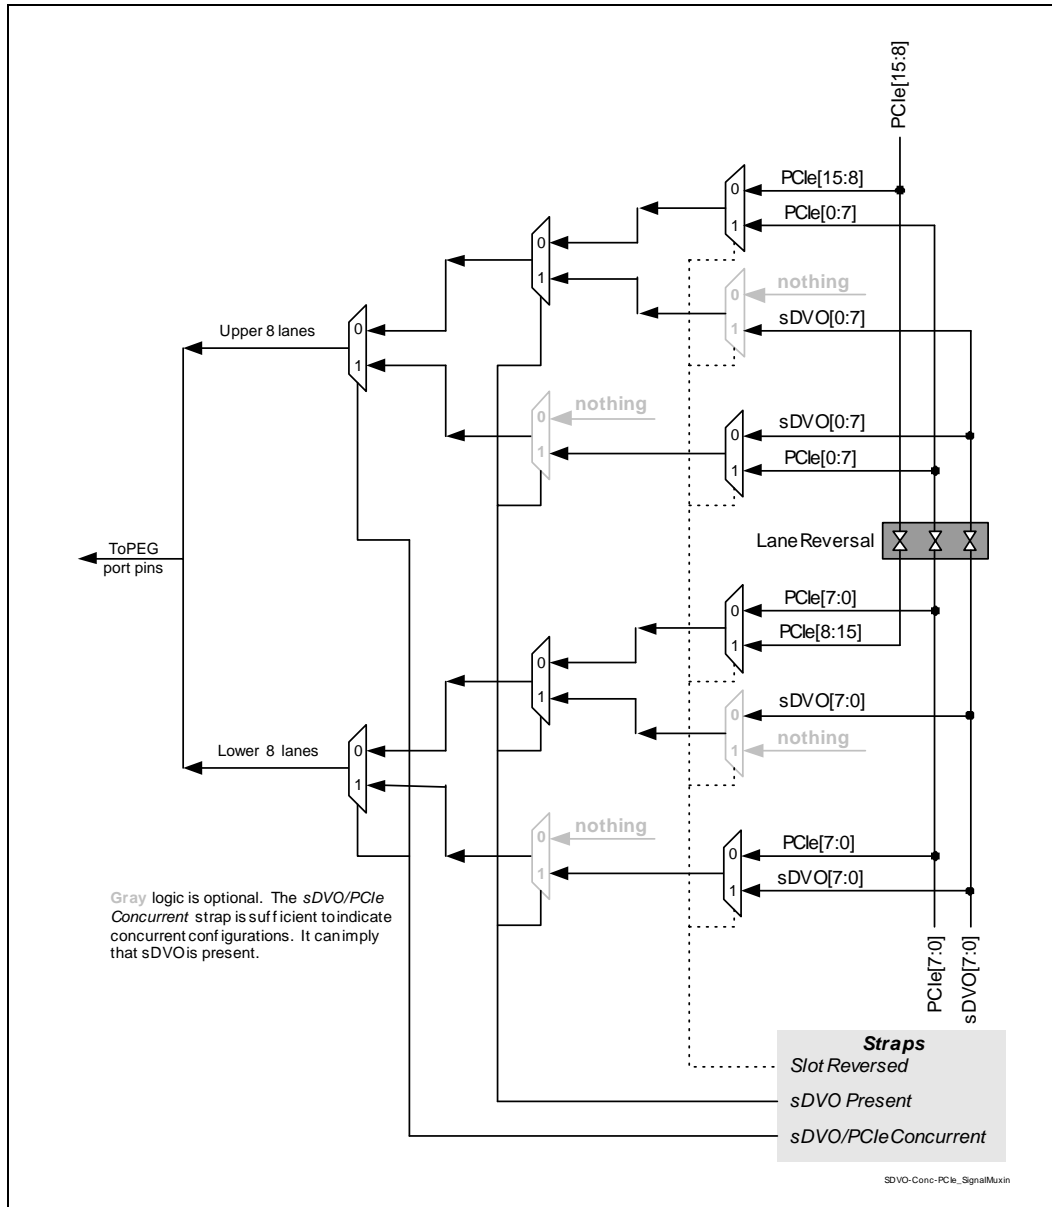 PCIe[15:8]
PCIe[15:8]
0
PCIe[0:7]
1
0
1
nothing
0
sDVO[0:7]
1
Upper 8 lanes
0
1
nothing
0
1
sDVO[0:7]
0
PCIe[0:7]
1
To PEG
port pins
Lane Reversal
PCIe[7:0]
0
PCIe[8:15]
1
0
1
sDVO[7:0]
0
nothing
1
Lower 8 lanes
0
1
nothing
0
1
PCIe[7:0]
0
sDVO[7:0]
1
Gray logic is optional. The sDVO/PCIe
Concurrent strap is sufficient to indicate
concurrent configurations. It can imply
that sDVO is present.
PCIe[7:0]
sDVO[7:0]
Straps
Slot Reversed
sDVO Present
sDVO/PCIe Concurrent
SDVO-Conc-PCIe_SignalMuxin